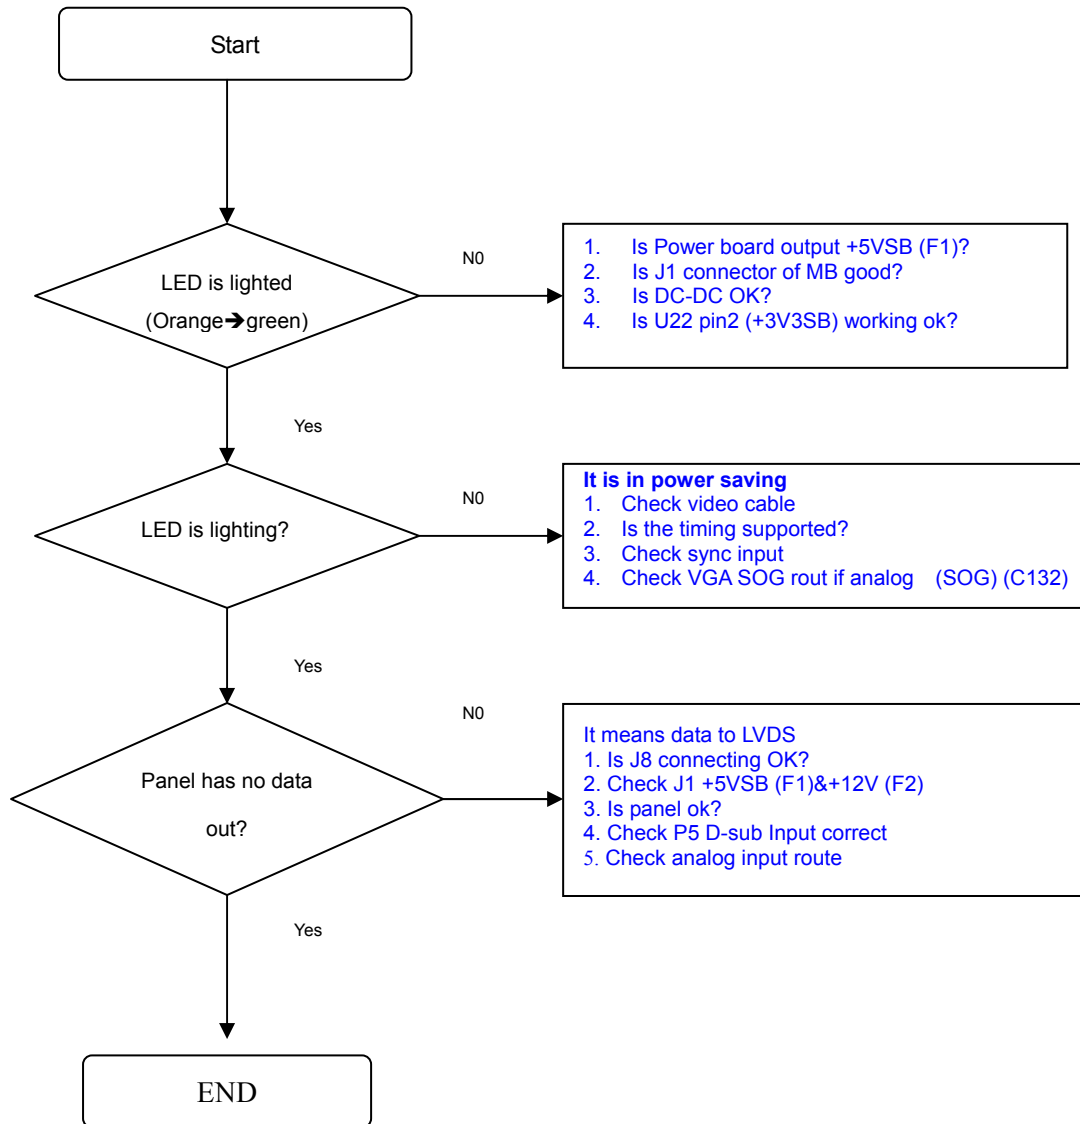 Start
LED is lighted
(Orange➔green)
N0
1. Is Power board output +5VSB (F1)?
2. Is J1 connector of MB good?
3. Is DC-DC OK?
4. Is U22 pin2 (+3V3SB) working ok?
Yes
LED is lighting?
N0
It is in power saving
1. Check video cable
2. Is the timing supported?
3. Check sync input
4. Check VGA SOG rout if analog (SOG) (C132)
Yes
Panel has no data
out?
N0
It means data to LVDS
1. Is J8 connecting OK?
2. Check J1 +5VSB (F1)&+12V (F2)
3. Is panel ok?
4. Check P5 D-sub Input correct
5. Check analog input route
Yes
END